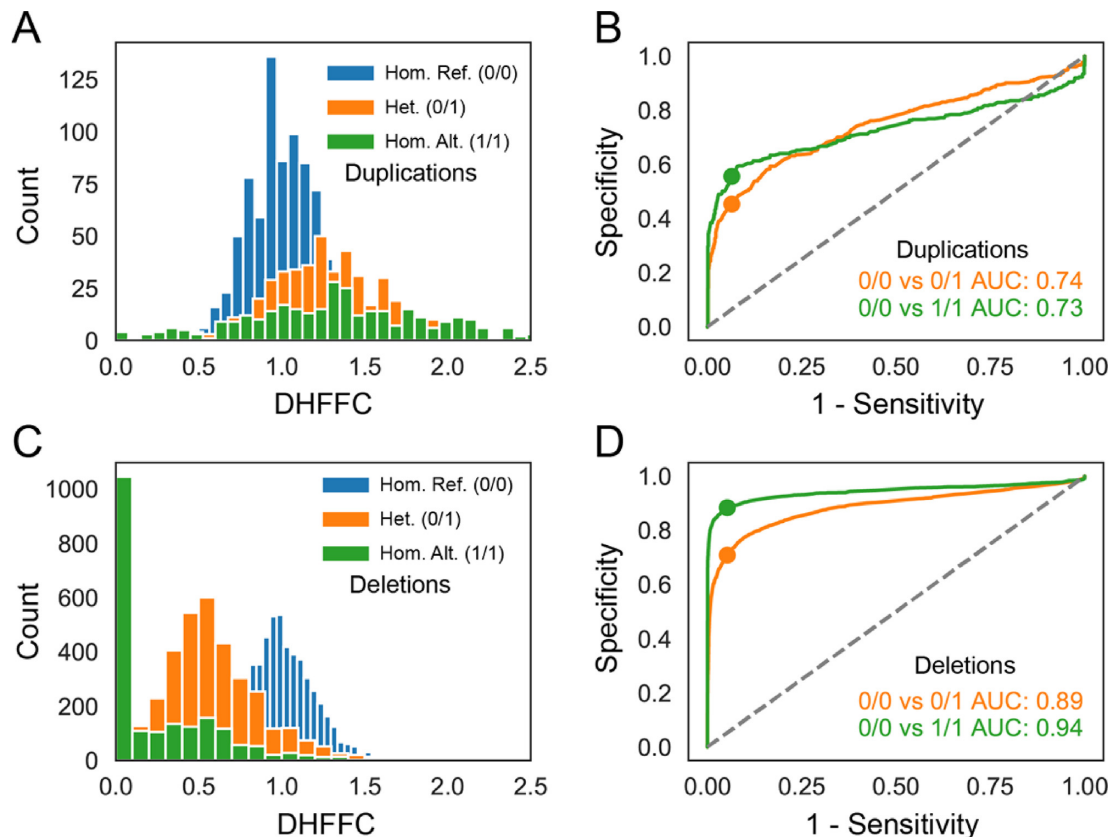 A
125
100
75
50
25
0
Count
Hom. Ref. (0/0)
Het. (0/1)
Hom. Alt. (1/1)
Duplications
0.0 0.5 1.0 1.5 2.0 2.5
DHFFC
B
1.0
0.8
0.6
0.4
0.2
0.0
Specificity
Duplications
0/0 vs 0/1 AUC: 0.74
0/0 vs 1/1 AUC: 0.73
0.00 0.25 0.50 0.75 1.00
1 - Sensitivity
C
1000
800
600
400
200
0
Count
Hom. Ref. (0/0)
Het. (0/1)
Hom. Alt. (1/1)
Deletions
0.0 0.5 1.0 1.5 2.0 2.5
DHFFC
D
1.0
0.8
0.6
0.4
0.2
0.0
Specificity
Deletions
0/0 vs 0/1 AUC: 0.89
0/0 vs 1/1 AUC: 0.94
0.00 0.25 0.50 0.75 1.00
1 - Sensitivity